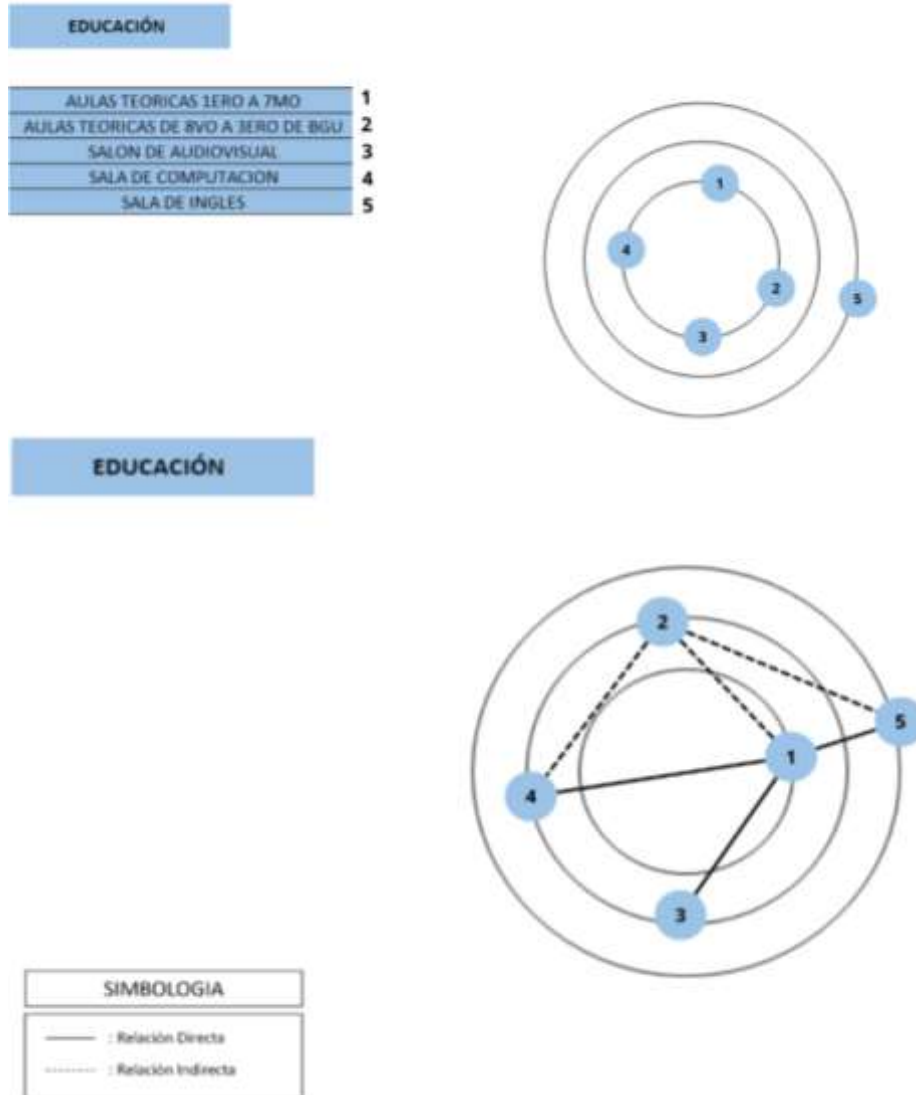 EDUCACIÓN
AULAS TEORICAS 1ERO A 7MO 1
AULAS TEORICAS DE 8VO A 3ERO DE BGU 2
SALON DE AUDIOVISUAL 3
SALA DE COMPUTACION 4
SALA DE INGLES 5
1
4
2
5
3
EDUCACIÓN
2
5
1
4
3
SIMBOLOGIA
: Relación Directa
: Relación Indirecta